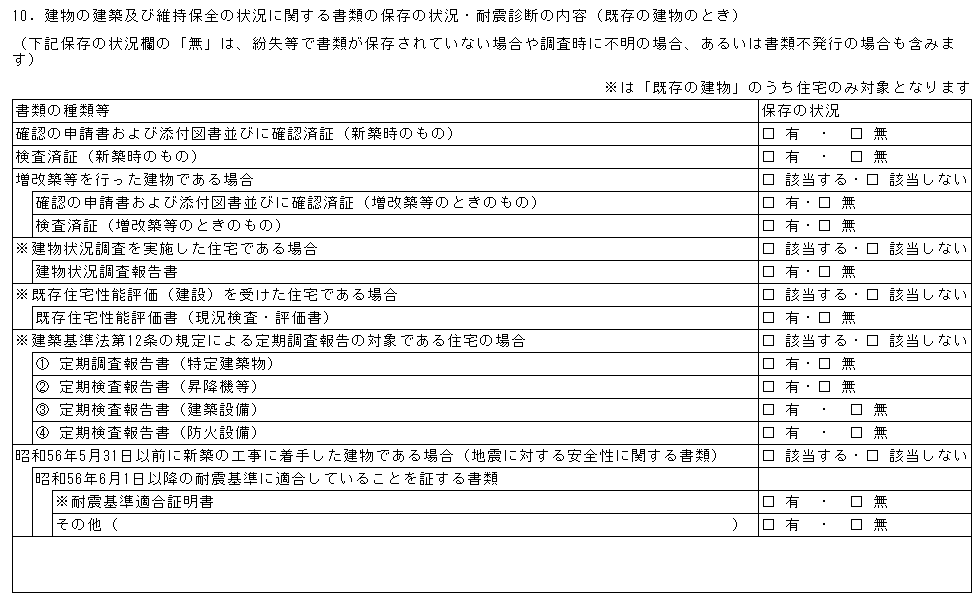 10．建物の建築及び維持保全の状況に関する書類の保存の状況・耐震診断の内容（既存の建物のとき）
（下記保存の状況欄の「無」は、紛失等で書類が保存されていない場合や調査時に不明の場合、あるいは書類不発行の場合も含みま
す）
※は「既存の建物」のうち住宅のみ対象となります
書類の種類等 保存の状況
確認の申請書および添付図書並びに確認済証（新築時のもの） □ 有 ・ □ 無
検査済証（新築時のもの） □ 有 ・ □ 無
増改築等を行った建物である場合 □ 該当する・□ 該当しない
確認の申請書および添付図書並びに確認済証（増改築等のときのもの） □ 有・□ 無
検査済証（増改築等のときのもの） □ 有・□ 無
※建物状況調査を実施した住宅である場合 □ 該当する・□ 該当しない
建物状況調査報告書 □ 有・□ 無
※既存住宅性能評価（建設）を受けた住宅である場合 □ 該当する・□ 該当しない
既存住宅性能評価書（現況検査・評価書） □ 有・□ 無
※建築基準法第12条の規定による定期調査報告の対象である住宅の場合 □ 該当する・□ 該当しない
① 定期調査報告書（特定建築物） □ 有・□ 無
② 定期検査報告書（昇降機等） □ 有・□ 無
③ 定期検査報告書（建築設備） □ 有 ・ □ 無
④ 定期検査報告書（防火設備） □ 有 ・ □ 無
昭和56年5月31日以前に新築の工事に着手した建物である場合（地震に対する安全性に関する書類） □ 該当する・□ 該当しない
昭和56年6月1日以降の耐震基準に適合していることを証する書類
※耐震基準適合証明書 □ 有 ・ □ 無
その他（ ） □ 有 ・ □ 無